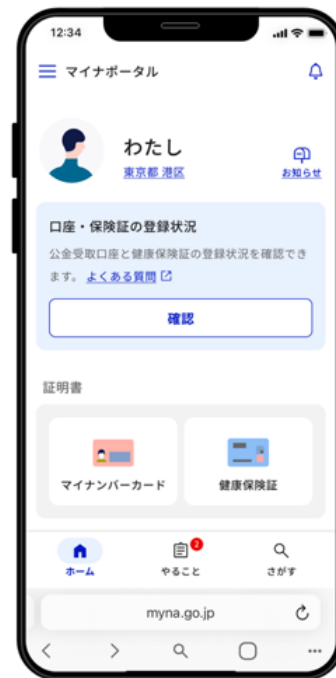 12:34
マイナポータル
わたし
東京都 港区
お知らせ
口座・保険証の登録状況
公金受取口座と健康保険証の登録状況を確認でき
ます。 よくある質問
確認
証明書
マイナンバーカード
健康保険証
2
ホーム
やること
さがす
myna.go.jp